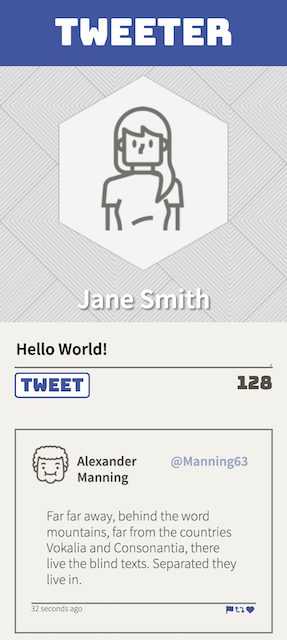 TWEETER
Jane Smith
Hello World!
TWEET
128
Alexander
Manning
@Manning63
Far far away, behind the word
mountains, far from the countries
Vokalia and Consonantia, there
live the blind texts. Separated they
live in.
32 seconds ago